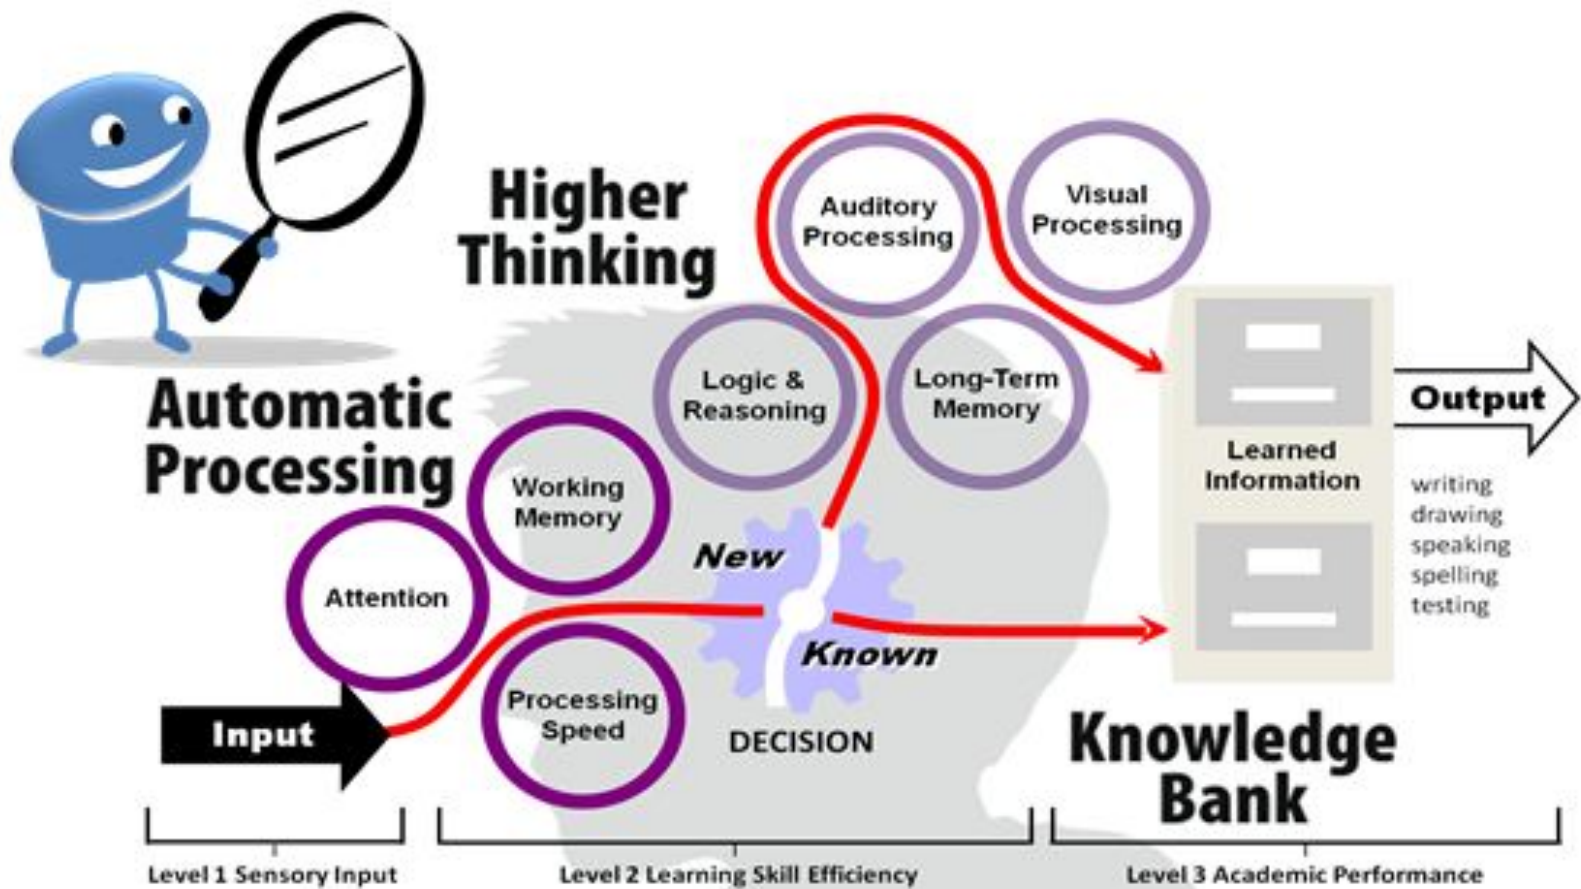 Higher
Thinking
Auditory
Processing
Visual
Processing
Logic &
Reasoning
Long-Term
Memory
Automatic
Processing
Working
Memory
Attention
Processing
Speed
Input
New
Known
DECISION
Learned
Information
Output
writing
drawing
speaking
spelling
testing
Knowledge
Bank
Level 1 Sensory Input
Level 2 Learning Skill Efficiency
Level 3 Academic Performance